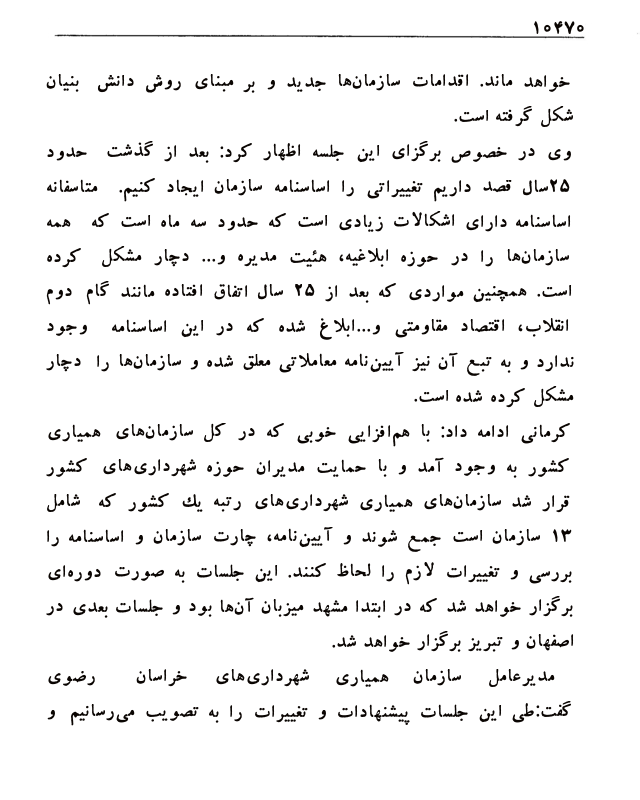 ۱۰۴۷۰
خواهد ماند. اقدامات سازمان‌ها جدید و بر مبنای روش دانش بنیان
شکل گرفته است.
وی در خصوص برگزای این جلسه اظهار کرد: بعد از گذشت حدود
۲۵سال قصد داریم تغییراتی را اساسنامه سازمان ایجاد کنیم. متاسفانه
اساسنامه دارای اشکالات زیادی است که حدود سه ماه است که همه
سازمان‌ها را در حوزه ابلاغیه، هئیت مدیره و... دچار مشکل کرده
است. همچنین مواردی که بعد از ۲۵ سال اتفاق افتاده مانند گام دوم
انقلاب، اقتصاد مقاومتی و...ابلاغ شده که در این اساسنامه وجود
ندارد و به تبع آن نیز آیین‌نامه معاملاتی معلق شده و سازمان‌ها را دچار
مشکل کرده شده است.
کرمانی ادامه داد: با هم‌افزایی خوبی که در کل سازمان‌های همیاری
کشور به وجود آمد و با حمایت مدیران حوزه شهرداری‌های کشور
قرار شد سازمان‌های همیاری شهرداری‌های رتبه یك کشور که شامل
۱۳ سازمان است جمع شوند و آیین‌نامه، چارت سازمان و اساسنامه را
بررسی و تغییرات لازم را لحاظ کنند. این جلسات به صورت دوره‌ای
برگزار خواهد شد که در ابتدا مشهد میزبان آن‌ها بود و جلسات بعدی در
اصفهان و تبریز برگزار خواهد شد.
مدیرعامل سازمان همیاری شهرداری‌های خراسان رضوی
گفت:طی این جلسات پیشنهادات و تغییرات را به تصویب می‌رسانیم و